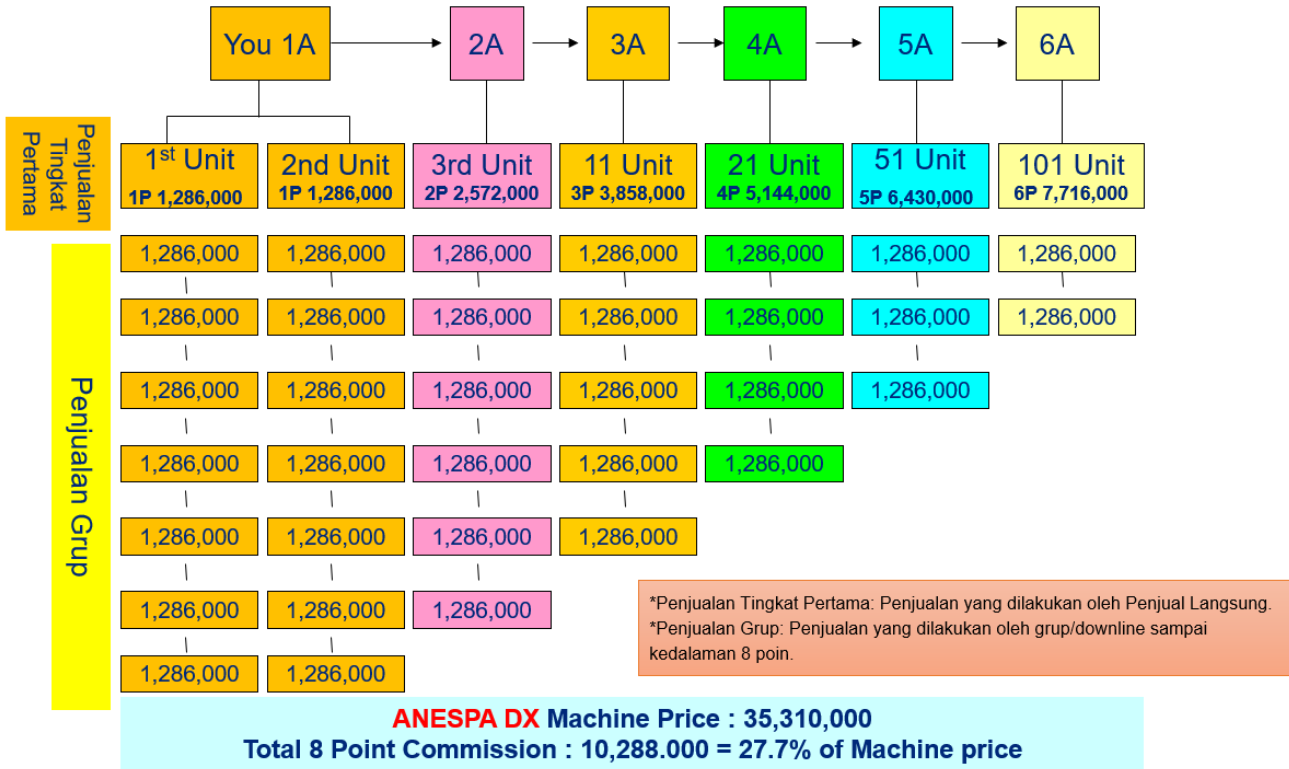 You 1A
2A
3A
4A
5A
6A
Penjualan
Tingkat
Pertama
1st Unit
1P 1,286,000
2nd Unit
1P 1,286,000
3rd Unit
2P 2,572,000
11 Unit
3P 3,858,000
21 Unit
4P 5,144,000
51 Unit
5P 6,430,000
101 Unit
6P 7,716,000
Penjualan Grup
1,286,000 1,286,000 1,286,000 1,286,000 1,286,000 1,286,000 1,286,000
1,286,000 1,286,000 1,286,000 1,286,000 1,286,000 1,286,000 1,286,000
1,286,000 1,286,000 1,286,000 1,286,000 1,286,000 1,286,000
1,286,000 1,286,000 1,286,000 1,286,000 1,286,000
1,286,000 1,286,000 1,286,000 1,286,000
1,286,000 1,286,000 1,286,000
1,286,000 1,286,000
*Penjualan Tingkat Pertama: Penjualan yang dilakukan oleh Penjual Langsung.
*Penjualan Grup: Penjualan yang dilakukan oleh grup/downline sampai
kedalaman 8 poin.
ANESPA DX Machine Price : 35,310,000
Total 8 Point Commission : 10,288.000 = 27.7% of Machine price